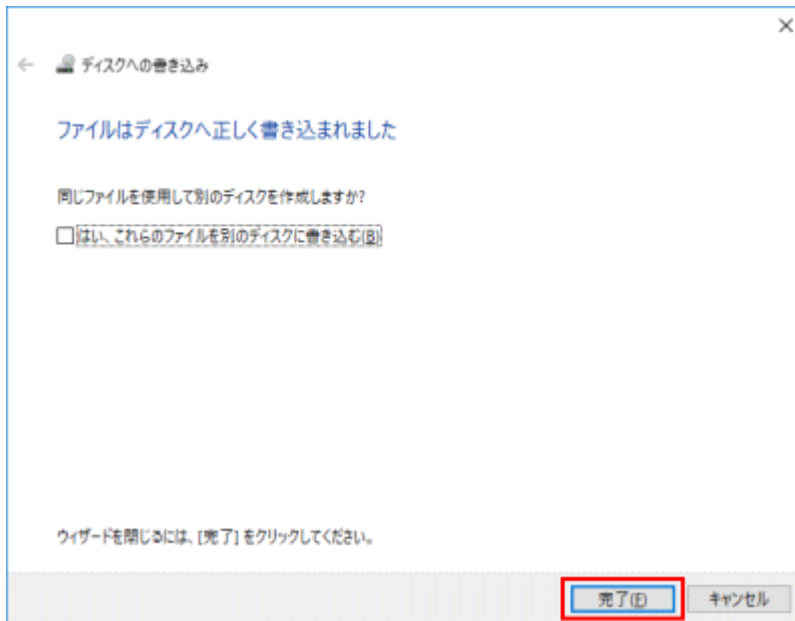 ディスクへの書き込み
ファイルはディスクへ正しく書き込まれました
同じファイルを使用して別のディスクを作成しますか?
はい、これらのファイルを別のディスクに書き込む(B)
ウィザードを閉じるには、[完了] をクリックしてください。
完了(F) キャンセル